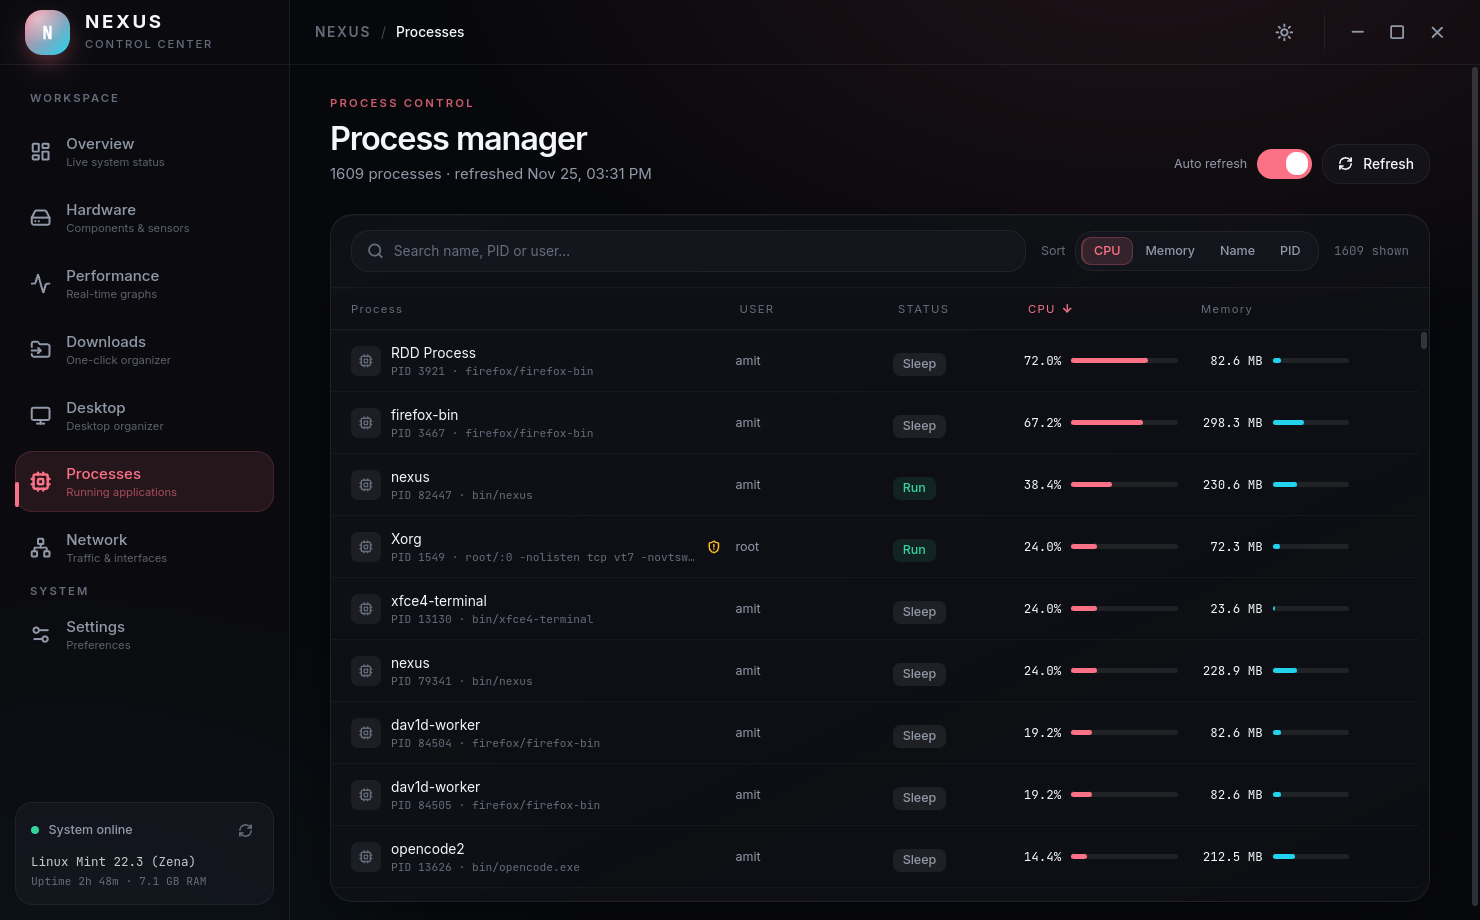 N
NEXUS
CONTROL CENTER
NEXUS / Processes
WORKSPACE
Overview
Live system status
Hardware
Components & sensors
Performance
Real-time graphs
Downloads
One-click organizer
Desktop
Desktop organizer
Processes
Running applications
Network
Traffic & interfaces
SYSTEM
Settings
Preferences
System online
Linux Mint 22.3 (Zena)
Uptime 2h 48m · 7.1 GB RAM
PROCESS CONTROL
Process manager
1609 processes · refreshed Nov 25, 03:31 PM
Auto refresh
Refresh
Search name, PID or user...
Sort CPU Memory Name PID 1609 shown
Process USER STATUS CPU ↓ Memory
RDD Process
PID 3921 · firefox/firefox-bin
amit Sleep 72.0% 82.6 MB
firefox-bin
PID 3467 · firefox/firefox-bin
amit Sleep 67.2% 298.3 MB
nexus
PID 82447 · bin/nexus
amit Run 38.4% 230.6 MB
Xorg
PID 1549 · root/:0 -nolisten tcp vt7 -novtsw…
root Run 24.0% 72.3 MB
xfce4-terminal
PID 13130 · bin/xfce4-terminal
amit Sleep 24.0% 23.6 MB
nexus
PID 79341 · bin/nexus
amit Sleep 24.0% 228.9 MB
dav1d-worker
PID 84504 · firefox/firefox-bin
amit Sleep 19.2% 82.6 MB
dav1d-worker
PID 84505 · firefox/firefox-bin
amit Sleep 19.2% 82.6 MB
opencode2
PID 13626 · bin/opencode.exe
amit Sleep 14.4% 212.5 MB